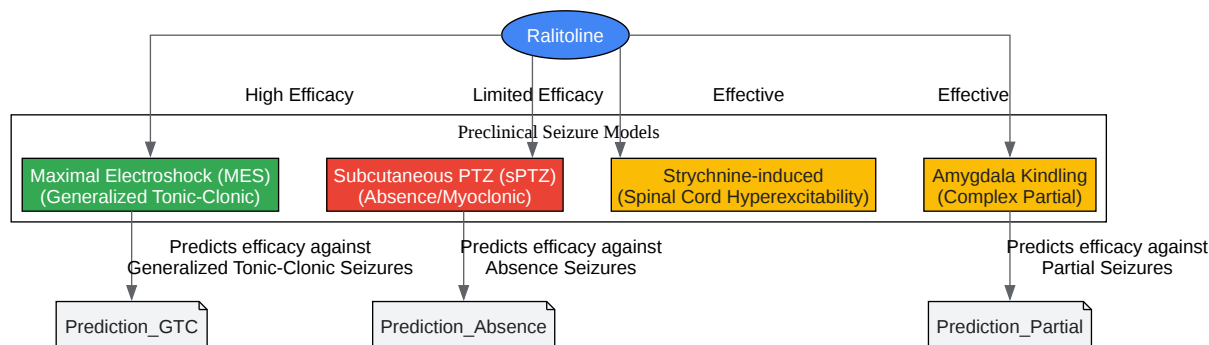 Ralitoline
High Efficacy
Limited Efficacy
Effective
Effective
Preclinical Seizure Models
Maximal Electroshock (MES)
(Generalized Tonic-Clonic)
Subcutaneous PTZ (sPTZ)
(Absence/Myoclonic)
Strychnine-induced
(Spinal Cord Hyperexcitability)
Amygdala Kindling
(Complex Partial)
Predicts efficacy against
Generalized Tonic-Clonic Seizures
Predicts efficacy against
Absence Seizures
Predicts efficacy against
Partial Seizures
Prediction_GTC
Prediction_Absence
Prediction_Partial